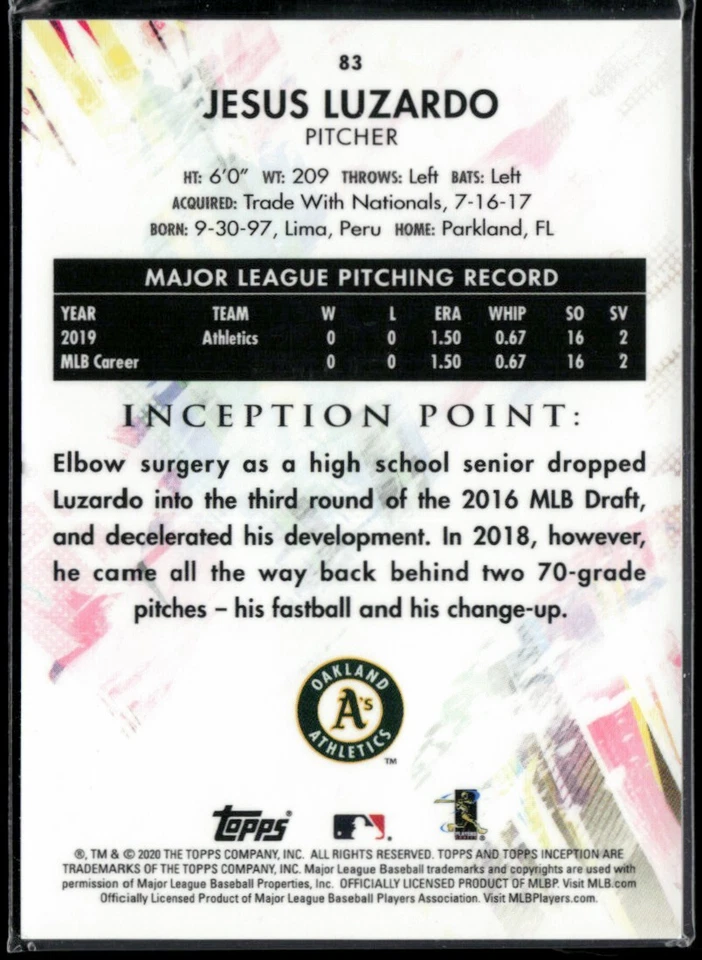 83
JESUS LUZARDO
PITCHER
HT: 6'0" WT: 209 THROWS: Left BATS: Left
ACQUIRED: Trade With Nationals, 7-16-17
BORN: 9-30-97, Lima, Peru HOME: Parkland, FL
MAJOR LEAGUE PITCHING RECORD
YEAR TEAM W L ERA WHIP SO SV
2019 Athletics 0 0 1.50 0.67 16 2
MLB Career 0 0 1.50 0.67 16 2
INCEPTION POINT:
Elbow surgery as a high school senior dropped
Luzardo into the third round of the 2016 MLB Draft,
and decelerated his development. In 2018, however,
he came all the way back behind two 70-grade
pitches – his fastball and his change-up.
OAKLAND
A's
ATHLETICS
TM
Topps®
PLAYERS
®, TM & © 2020 THE TOPPS COMPANY, INC. ALL RIGHTS RESERVED. TOPPS AND TOPPS INCEPTION ARE
TRADEMARKS OF THE TOPPS COMPANY, INC. Major League Baseball trademarks and copyrights are used with
permission of Major League Baseball Properties, Inc. OFFICIALLY LICENSED PRODUCT OF MLBP. Visit MLB.com
Officially Licensed Product of Major League Baseball Players Association. Visit MLBPlayers.com.